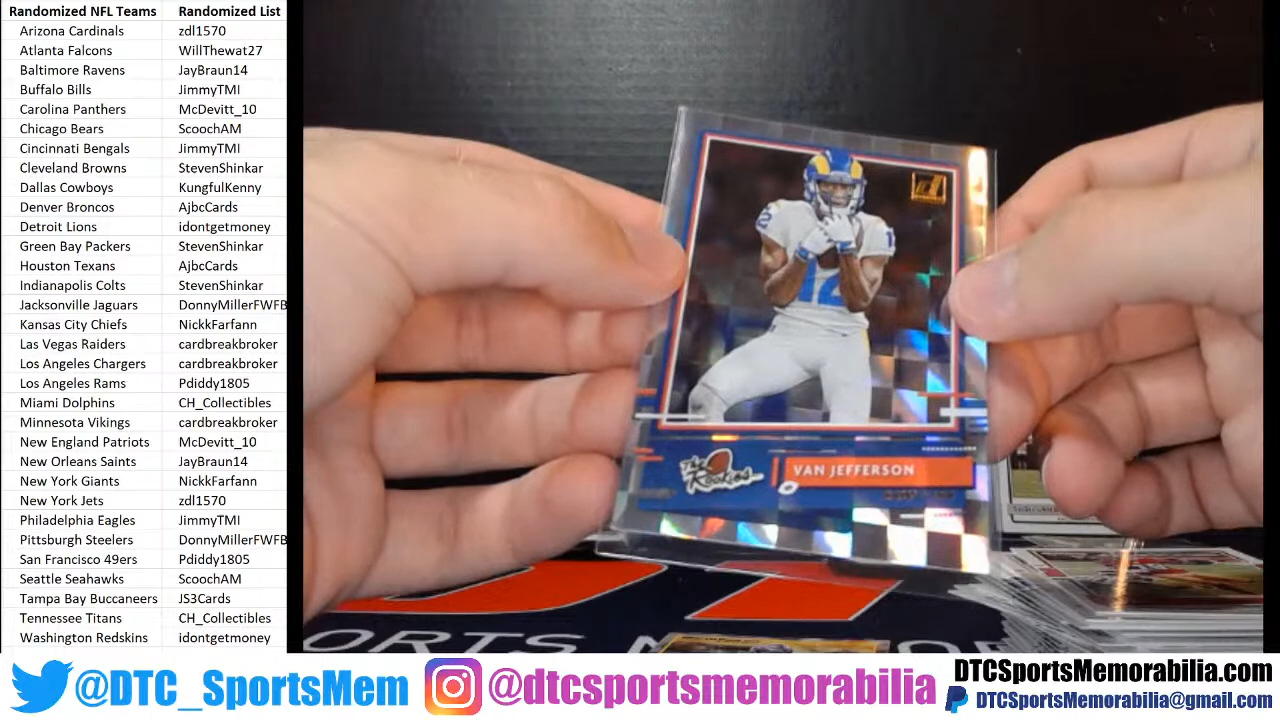 Randomized NFL Teams Randomized List
Arizona Cardinals zdl1570
Atlanta Falcons WillThewat27
Baltimore Ravens JayBraun14
Buffalo Bills JimmyTMI
Carolina Panthers McDevitt_10
Chicago Bears ScoochAM
Cincinnati Bengals JimmyTMI
Cleveland Browns StevenShinkar
Dallas Cowboys KungfulKenny
Denver Broncos AjbcCards
Detroit Lions idontgetmoney
Green Bay Packers StevenShinkar
Houston Texans AjbcCards
Indianapolis Colts StevenShinkar
Jacksonville Jaguars DonnyMillerFWFB
Kansas City Chiefs NickkFarfann
Las Vegas Raiders cardbreakbroker
Los Angeles Chargers cardbreakbroker
Los Angeles Rams Pdiddy1805
Miami Dolphins CH_Collectibles
Minnesota Vikings cardbreakbroker
New England Patriots McDevitt_10
New Orleans Saints JayBraun14
New York Giants NickkFarfann
New York Jets zdl1570
Philadelphia Eagles JimmyTMI
Pittsburgh Steelers DonnyMillerFWFB
San Francisco 49ers Pdiddy1805
Seattle Seahawks ScoochAM
Tampa Bay Buccaneers JS3Cards
Tennessee Titans CH_Collectibles
Washington Redskins idontgetmoney
12
The Rookies
VAN JEFFERSON
@DTC_SportsMem
@dtcsportsmemorabilia
DTCSportsMemorabilia.com
DTCSportsMemorabilia@gmail.com